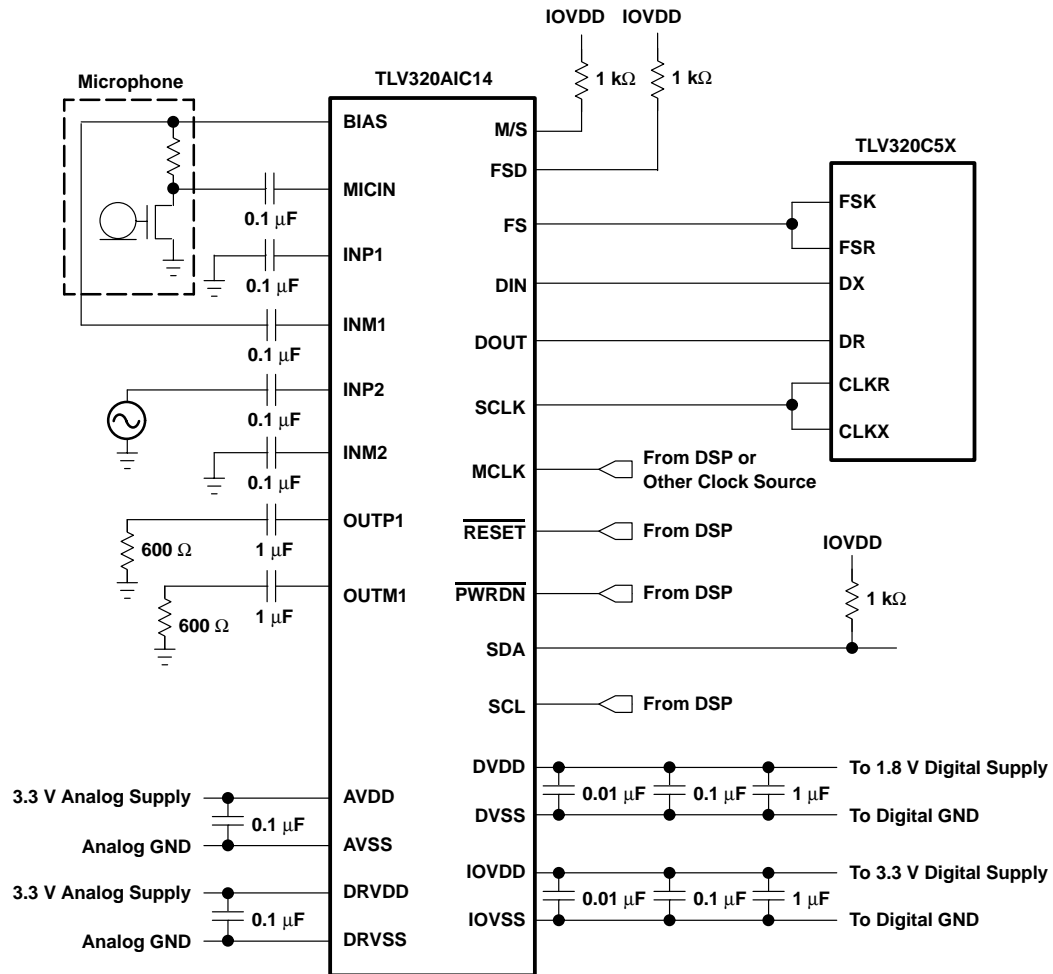 IOVDD IOVDD
1 kΩ 1 kΩ
Microphone
TLV320AIC14
BIAS
MICIN
0.1 μF
INP1
0.1 μF
INM1
0.1 μF
INP2
0.1 μF
INM2
0.1 μF
OUTP1
600 Ω
1 μF
OUTM1
600 Ω
1 μF
3.3 V Analog Supply
AVDD
0.1 μF
Analog GND
AVSS
3.3 V Analog Supply
DRVDD
0.1 μF
Analog GND
DRVSS
M/S
FSD
FS
DIN
DOUT
SCLK
MCLK
From DSP or
Other Clock Source
RESET
From DSP
PWRDN
From DSP
SDA
SCL
From DSP
IOVDD
1 kΩ
TLV320C5X
FSK
FSR
DX
DR
CLKR
CLKX
DVDD
To 1.8 V Digital Supply
0.01 μF 0.1 μF 1 μF
DVSS
To Digital GND
IOVDD
To 3.3 V Digital Supply
0.01 μF 0.1 μF 1 μF
IOVSS
To Digital GND